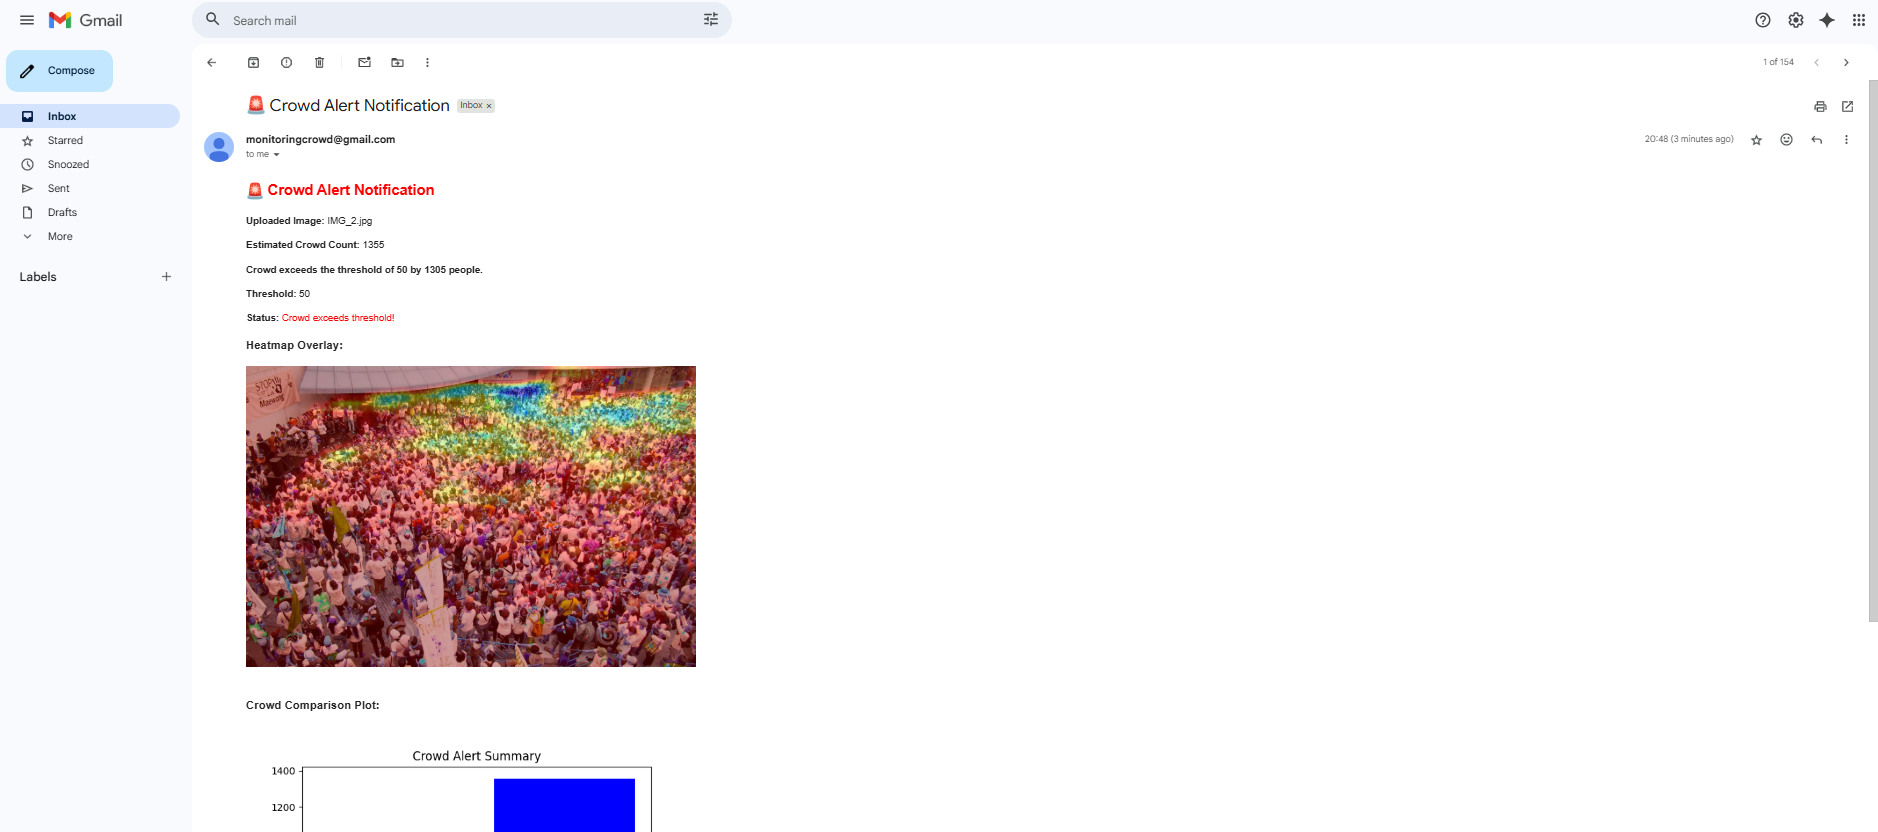 Gmail
Search mail
Compose
1 of 154
Inbox
Starred
Snoozed
Sent
Drafts
More
Labels
🚨 Crowd Alert Notification Inbox ×
monitoringcrowd@gmail.com
20:48 (3 minutes ago)
to me
🚨 Crowd Alert Notification
Uploaded Image: IMG_2.jpg
Estimated Crowd Count: 1355
Crowd exceeds the threshold of 50 by 1305 people.
Threshold: 50
Status: Crowd exceeds threshold!
Heatmap Overlay:
Crowd Comparison Plot:
Crowd Alert Summary
1400
1200